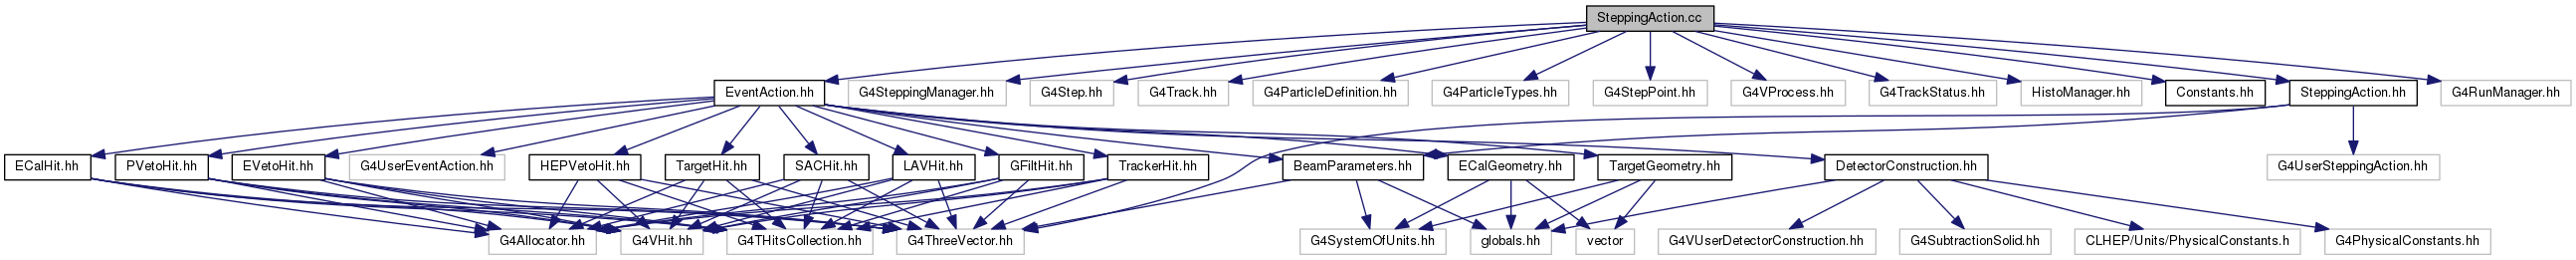 SteppingAction.cc
EventAction.hh
G4SteppingManager.hh
G4Step.hh
G4Track.hh
G4ParticleDefinition.hh
G4ParticleTypes.hh
G4StepPoint.hh
G4VProcess.hh
G4TrackStatus.hh
HistoManager.hh
Constants.hh
SteppingAction.hh
G4RunManager.hh
ECalHit.hh
PVetoHit.hh
EVetoHit.hh
G4UserEventAction.hh
HEPVetoHit.hh
TargetHit.hh
SACHit.hh
LAVHit.hh
GFiltHit.hh
TrackerHit.hh
BeamParameters.hh
ECalGeometry.hh
TargetGeometry.hh
DetectorConstruction.hh
G4UserSteppingAction.hh
G4Allocator.hh
G4VHit.hh
G4THitsCollection.hh
G4ThreeVector.hh
G4SystemOfUnits.hh
globals.hh
vector
G4VUserDetectorConstruction.hh
G4SubtractionSolid.hh
CLHEP/Units/PhysicalConstants.h
G4PhysicalConstants.hh